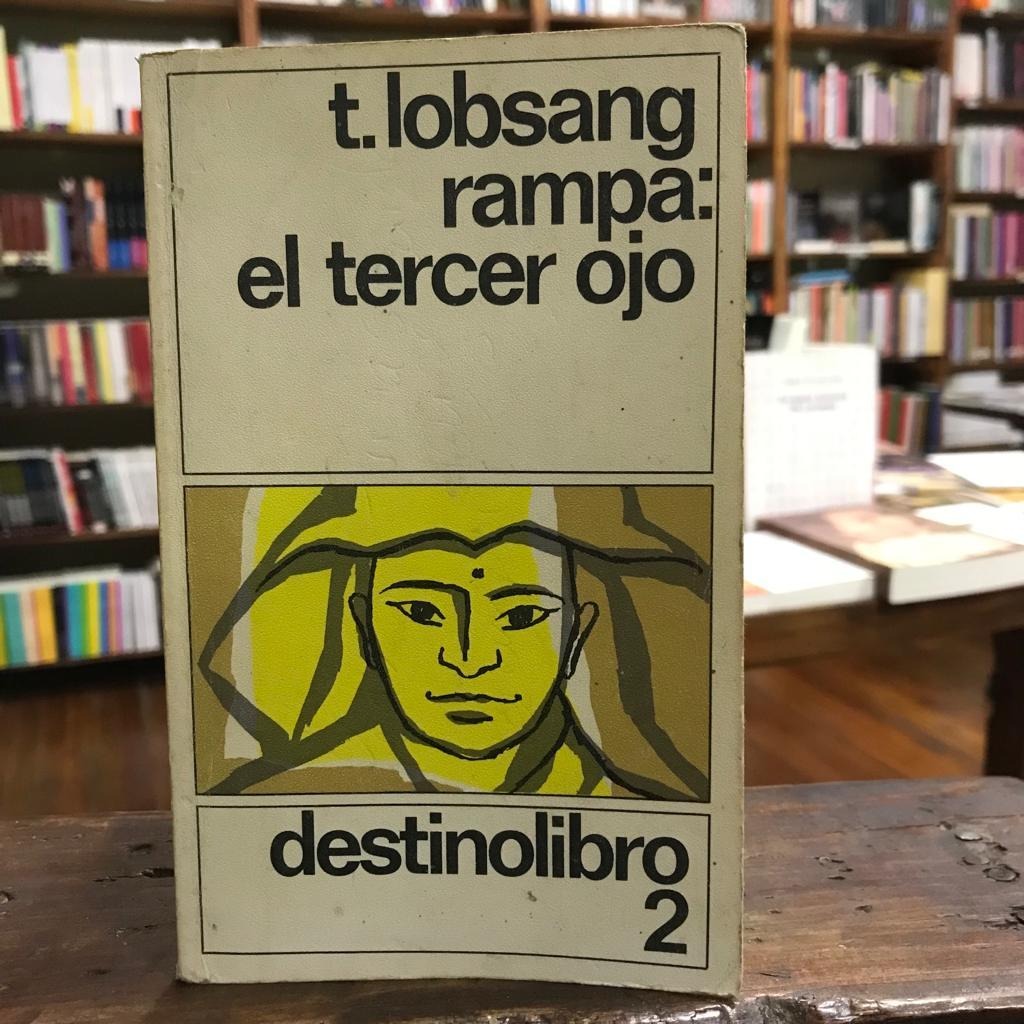 t. lobsang
rampa:
el tercer ojo
destinolibro
2